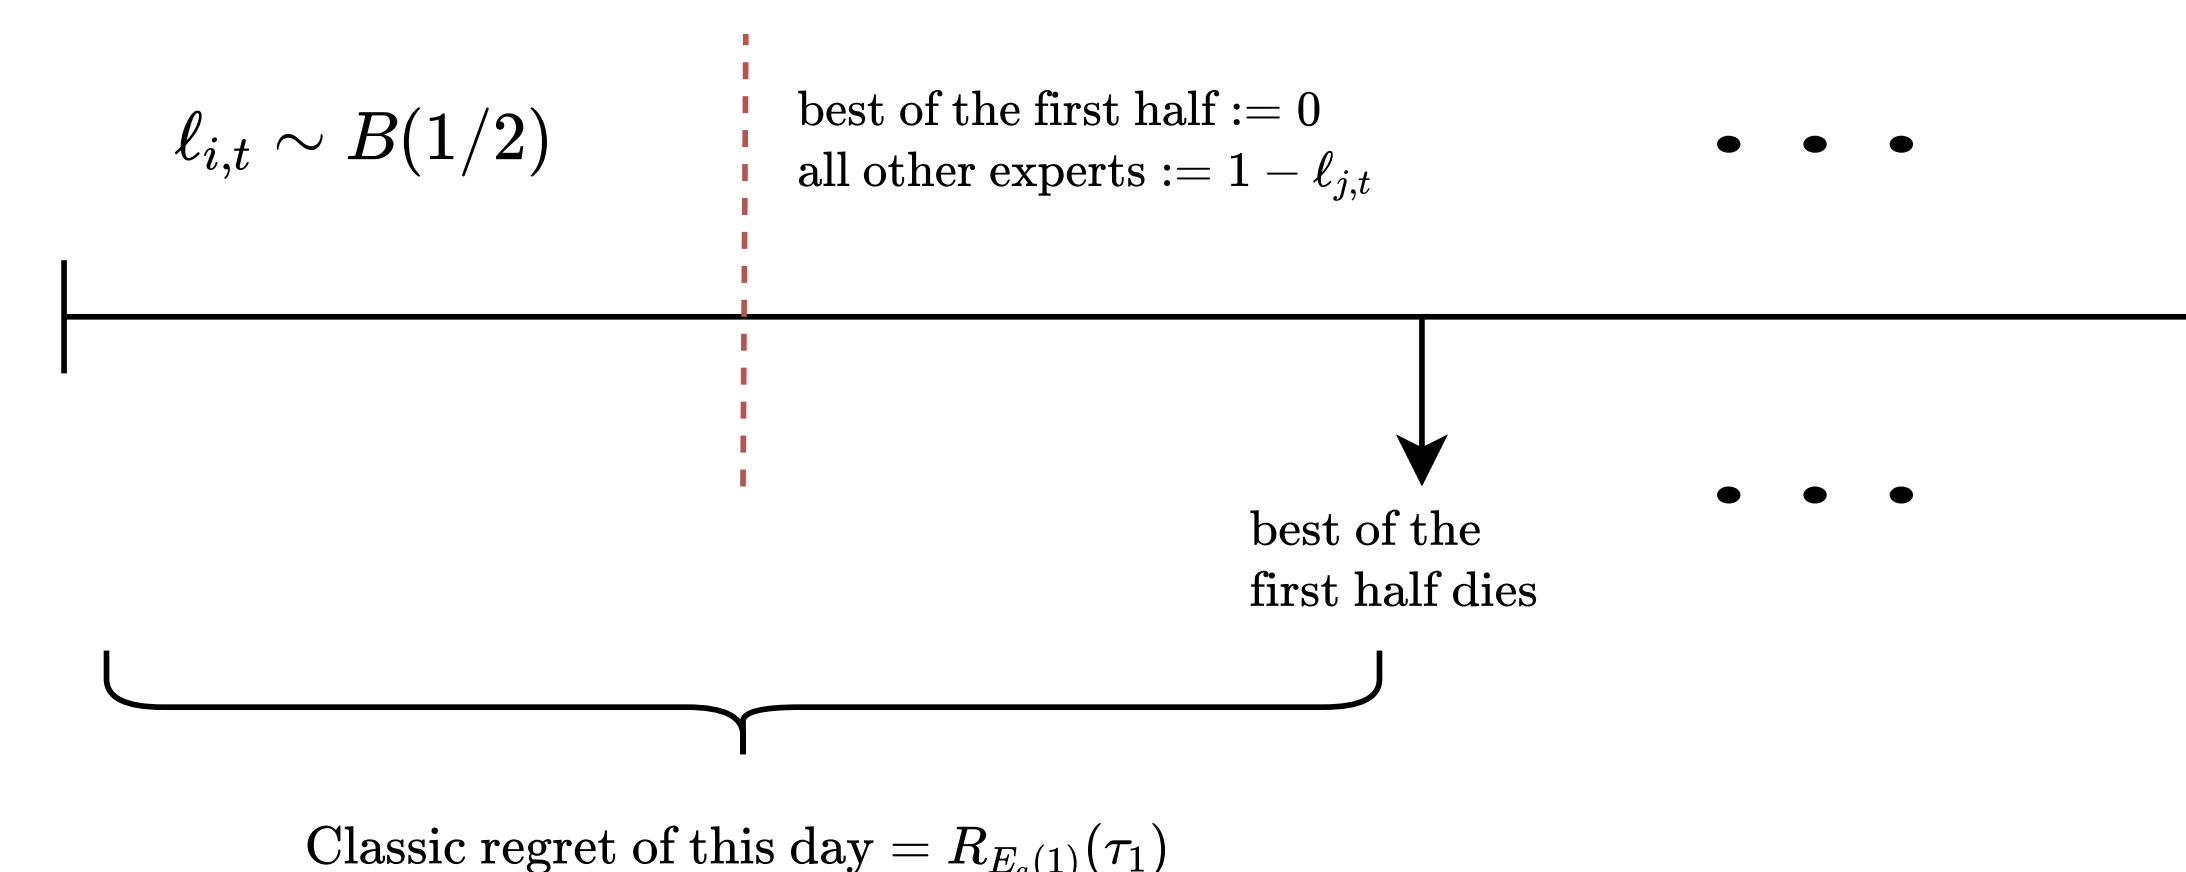 ℓ_{i,t} ∼ B(1/2)
best of the first half := 0
all other experts := 1 − ℓ_{j,t}
best of the
first half dies
Classic regret of this day = R_{E_a(1)}(τ_1)